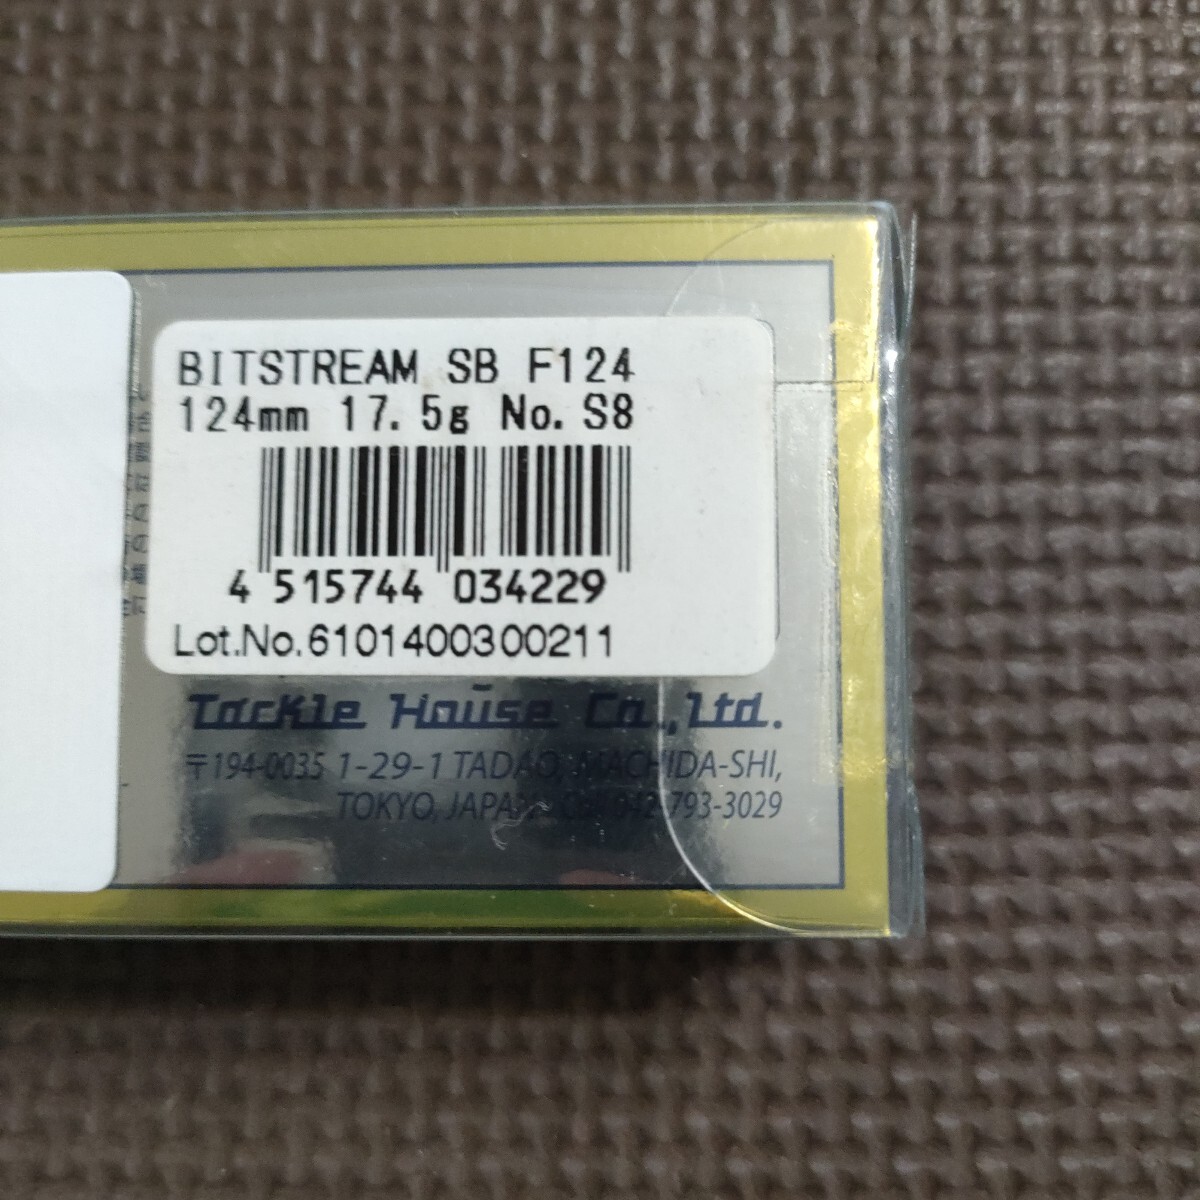 BITSTREAM SB F124
124mm 17.5g No.S8
4 515744 034229
Lot.No.6101400300211
Tackle House Co.,Ltd.
〒194-0035 1-29-1 TADAO, MACHIDA-SHI,
TOKYO, JAPAN 042-793-3029